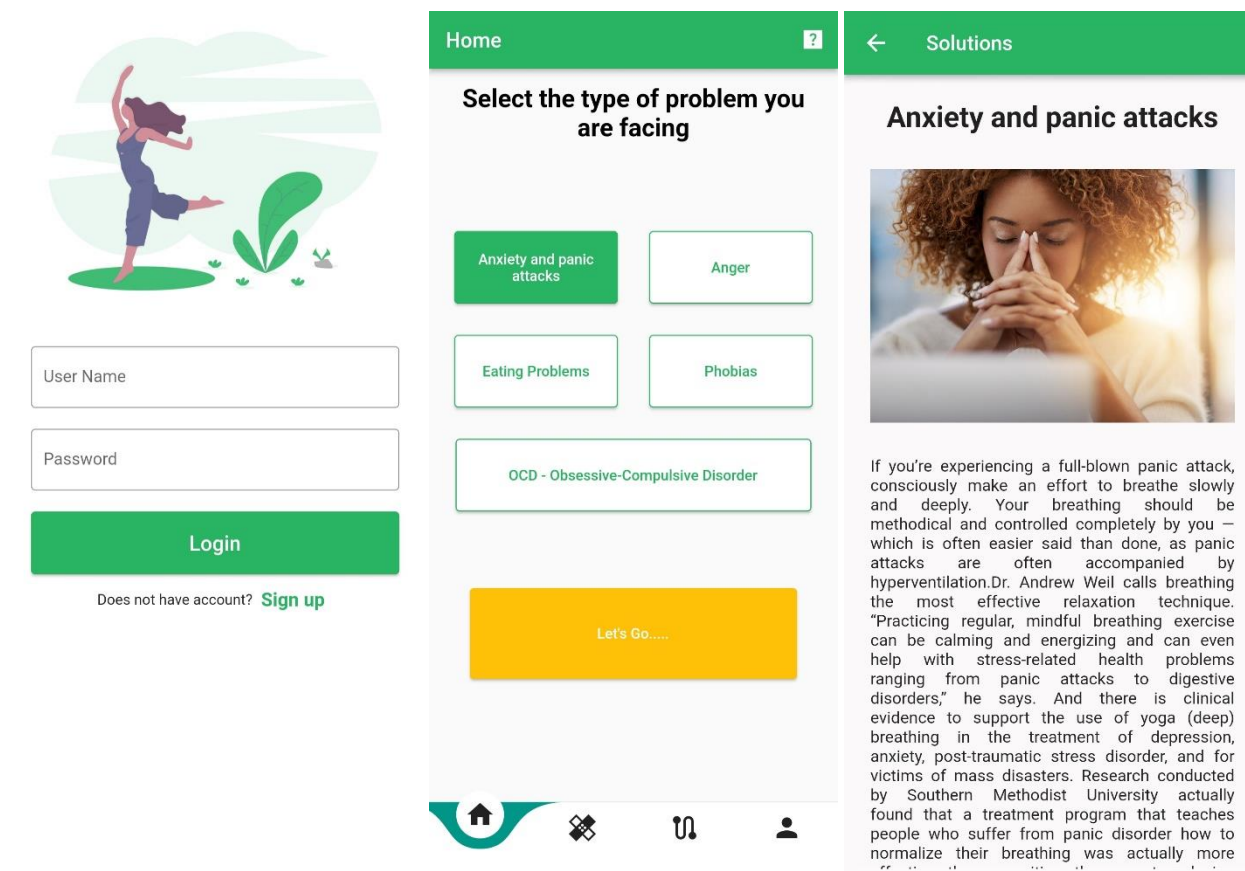 User Name
Password
Login
Does not have account? Sign up
Home
?
Select the type of problem you
are facing
Anxiety and panic
attacks
Anger
Eating Problems
Phobias
OCD - Obsessive-Compulsive Disorder
Let's Go.....
Solutions
Anxiety and panic attacks
If you’re experiencing a full-blown panic attack,
consciously make an effort to breathe slowly
and deeply. Your breathing should be
methodical and controlled completely by you —
which is often easier said than done, as panic
attacks are often accompanied by
hyperventilation.Dr. Andrew Weil calls breathing
the most effective relaxation technique.
“Practicing regular, mindful breathing exercise
can be calming and energizing and can even
help with stress-related health problems
ranging from panic attacks to digestive
disorders,” he says. And there is clinical
evidence to support the use of yoga (deep)
breathing in the treatment of depression,
anxiety, post-traumatic stress disorder, and for
victims of mass disasters. Research conducted
by Southern Methodist University actually
found that a treatment program that teaches
people who suffer from panic disorder how to
normalize their breathing was actually more